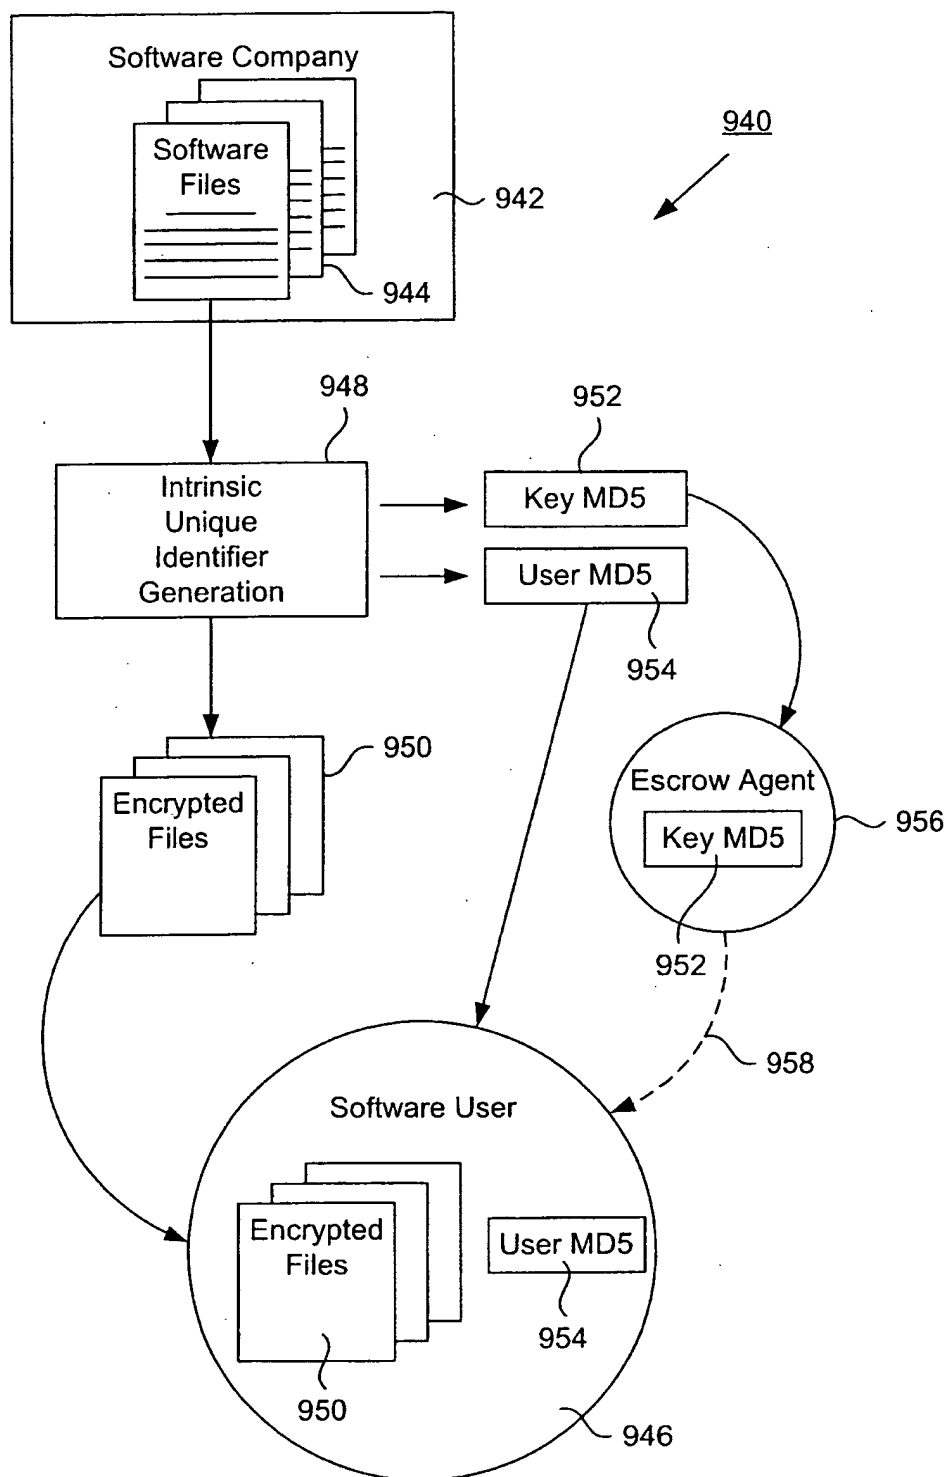 Software Company
940
Software
Files
942
944
948
952
Intrinsic
Unique
Identifier
Generation
Key MD5
User MD5
954
950
Encrypted
Files
Escrow Agent
Key MD5
956
952
958
Software User
Encrypted
Files
User MD5
954
950
946